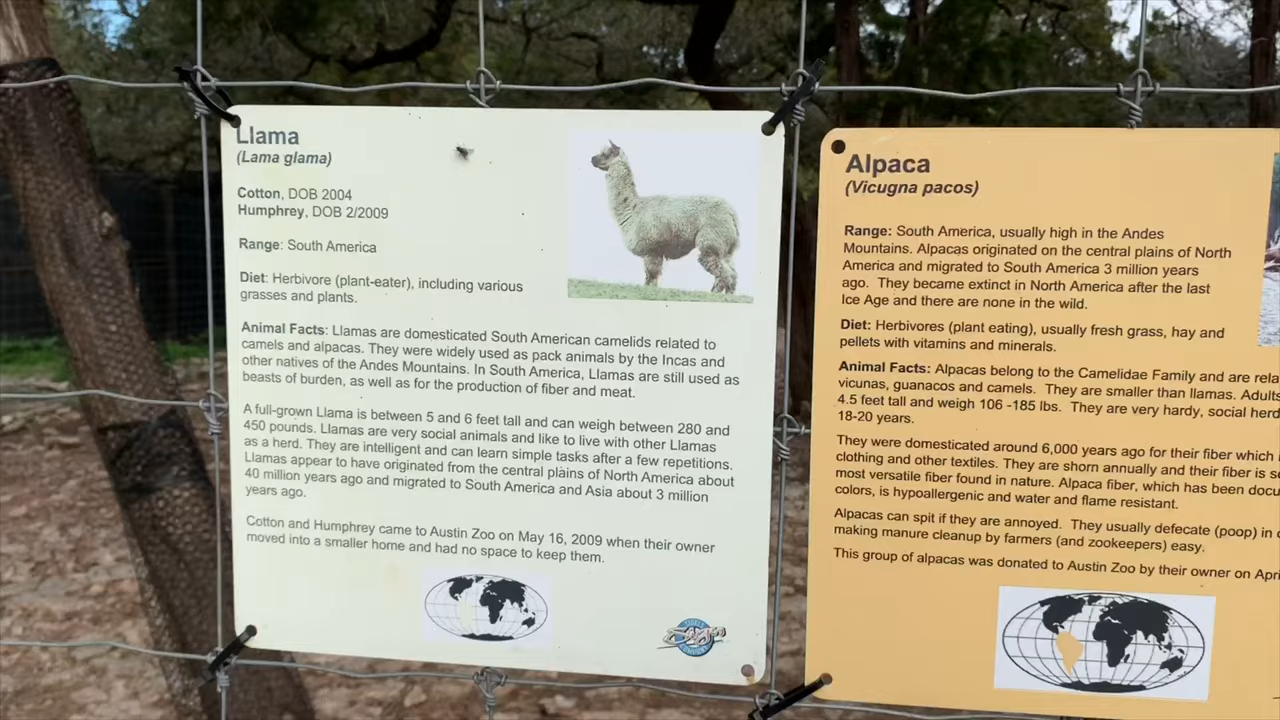 Llama
(Lama glama)
Cotton, DOB 2004
Humphrey, DOB 2/2009
Range: South America
Diet: Herbivore (plant-eater), including various
grasses and plants.
Animal Facts: Llamas are domesticated South American camelids related to
camels and alpacas. They were widely used as pack animals by the Incas and
other natives of the Andes Mountains. In South America, Llamas are still used as
beasts of burden, as well as for the production of fiber and meat.
A full-grown Llama is between 5 and 6 feet tall and can weigh between 280 and
450 pounds. Llamas are very social animals and like to live with other Llamas
as a herd. They are intelligent and can learn simple tasks after a few repetitions.
Llamas appear to have originated from the central plains of North America about
40 million years ago and migrated to South America and Asia about 3 million
years ago.
Cotton and Humphrey came to Austin Zoo on May 16, 2009 when their owner
moved into a smaller home and had no space to keep them.
Alpaca
(Vicugna pacos)
Range: South America, usually high in the Andes
Mountains. Alpacas originated on the central plains of North
America and migrated to South America 3 million years
ago. They became extinct in North America after the last
Ice Age and there are none in the wild.
Diet: Herbivores (plant eating), usually fresh grass, hay and
pellets with vitamins and minerals.
Animal Facts: Alpacas belong to the Camelidae Family and are rela
vicunas, guanacos and camels. They are smaller than llamas. Adults
4.5 feet tall and weigh 106 -185 lbs. They are very hardy, social herd
18-20 years.
They were domesticated around 6,000 years ago for their fiber which
clothing and other textiles. They are shorn annually and their fiber is
most versatile fiber found in nature. Alpaca fiber, which has been docu
colors, is hypoallergenic and water and flame resistant.
Alpacas can spit if they are annoyed. They usually defecate (poop) in
making manure cleanup by farmers (and zookeepers) easy.
This group of alpacas was donated to Austin Zoo by their owner on Apri